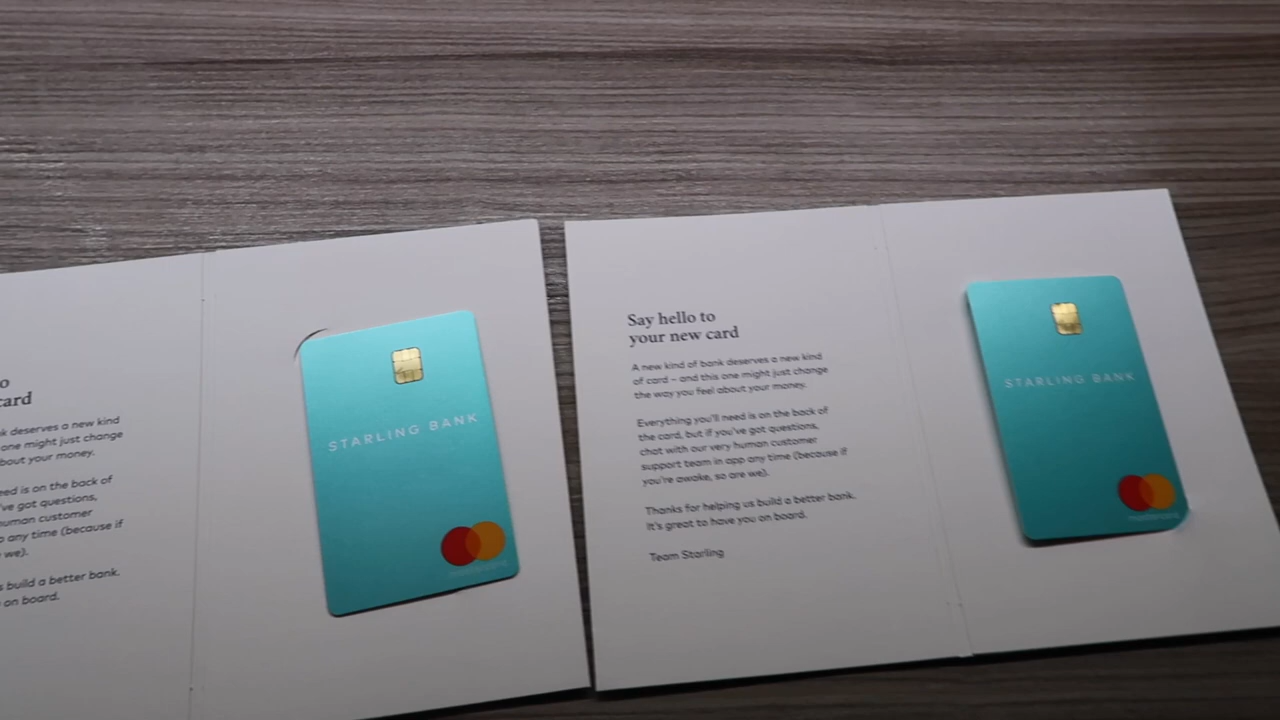 o
card
k deserves a new kind
one might just change
bout your money.
eed is on the back of
've got questions,
human customer
p any time (because if
we).
s build a better bank.
on board.
STARLING BANK
mastercard
Say hello to
your new card
A new kind of bank deserves a new kind
of card – and this one might just change
the way you feel about your money.
Everything you'll need is on the back of
the card, but if you've got questions,
chat with our very human customer
support team in app any time (because if
you're awake, so are we).
Thanks for helping us build a better bank.
It's great to have you on board.
Team Starling
STARLING BANK
mastercard